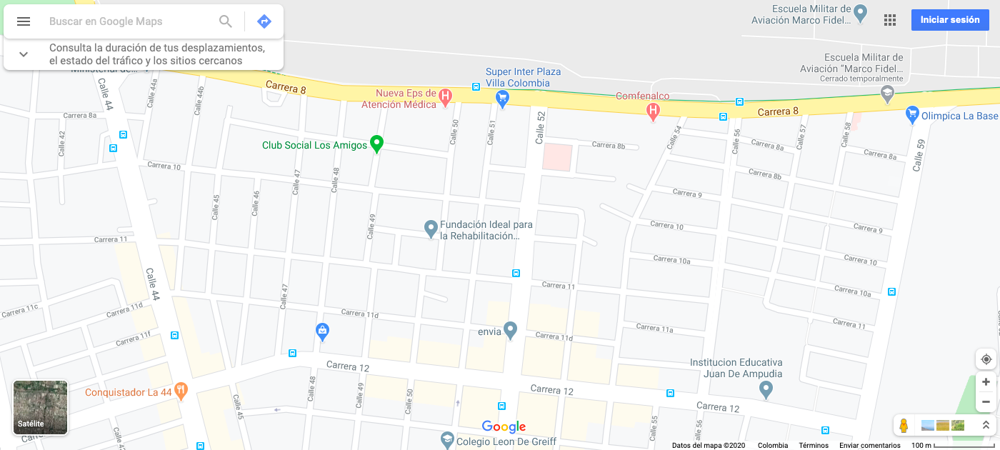 Buscar en Google Maps
Consulta la duración de tus desplazamientos,
el estado del tráfico y los sitios cercanos
Iniciar sesión
Escuela Militar de
Aviación Marco Fidel...
Escuela Militar de
Aviación "Marco Fidel...
Cerrado temporalmente
Super Inter Plaza
Villa Colombia
Nueva Eps de
Atención Médica
Comfenalco
Olimpica La Base
Carrera 8
Carrera 8
Calle 44
Calle 44a
Calle 44b
Carrera 8a
Calle 42
Club Social Los Amigos
Calle 50
Calle 51
Calle 52
Carrera 8b
Calle 54
Calle 56
Carrera 8a
Calle 57
Calle 58
Carrera 8a
Calle 59
Carrera 10
Calle 45
Calle 46
Calle 47
Calle 48
Calle 49
Carrera 8b
Carrera 9
Carrera 9
Carrera 10
Carrera 10
Carrera 10a
Carrera 10a
Fundación Ideal para
la Rehabilitación...
Carrera 11
Calle 44
Calle 47
Carrera 11
Carrera 11
Carrera 11c
Carrera 11d
Carrera 11f
Carrera 11d
envia
Carrera 11d
Carrera 11a
Carrera 12
Carrera 12
Carrera 12
Institucion Educativa
Juan De Ampudia
Conquistador La 44
Calle 45
Calle 48
Calle 49
Calle 50
Calle 55
Calle 56
Satélite
Google
Colegio Leon De Greiff
Datos del mapa ©2020
Colombia
Términos
Enviar comentarios
100 m